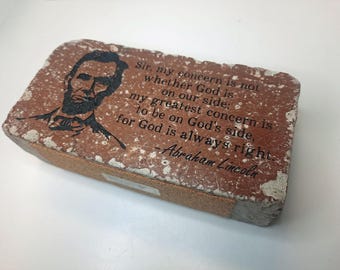 Sir, my concern is not
whether God is
on our side;
my greatest concern is
to be on God's side,
for God is always right.
- Abraham Lincoln